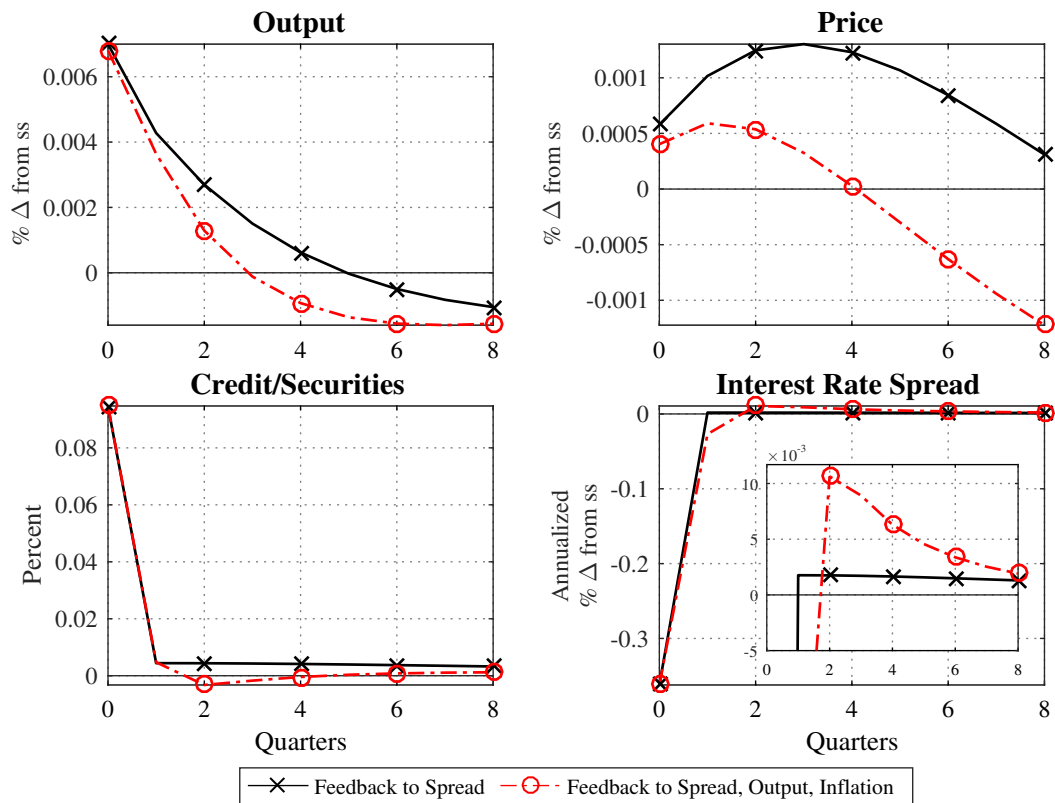 Output
0.006
0.004
0.002
0
% Δ from ss
0 2 4 6 8
Price
0.001
0.0005
0
-0.0005
-0.001
% Δ from ss
0 2 4 6 8
Credit/Securities
0.08
0.06
0.04
0.02
0
Percent
0 2 4 6 8
Quarters
Interest Rate Spread
0
-0.1
-0.2
-0.3
Annualized
% Δ from ss
×10⁻³
10
5
0
-5
0 2 4 6 8
0 2 4 6 8
Quarters
Feedback to Spread
Feedback to Spread, Output, Inflation